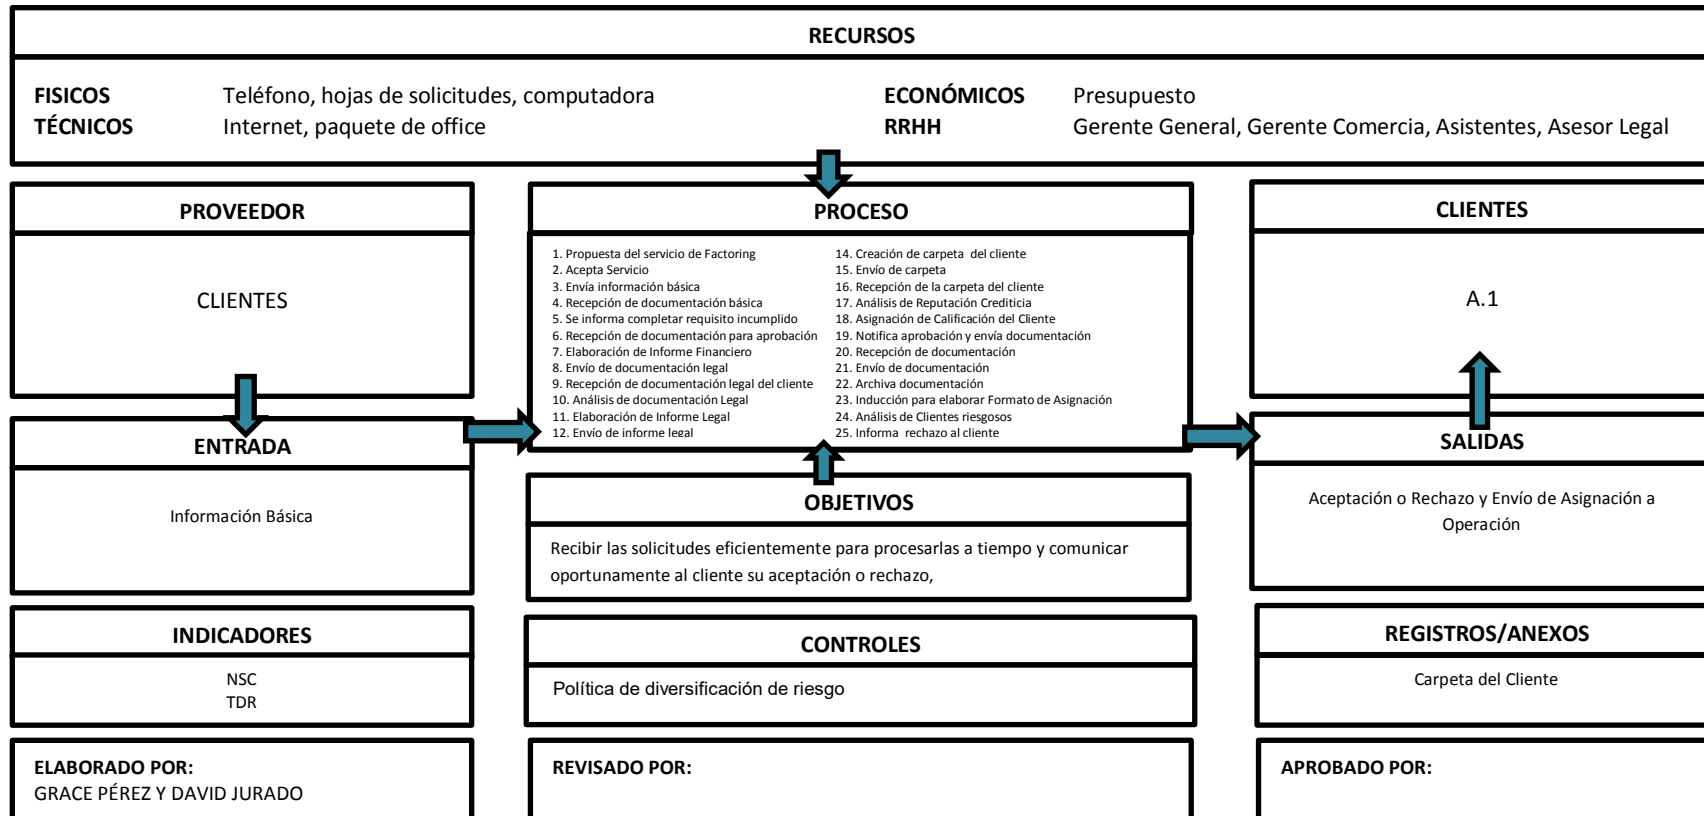 RECURSOS
FISICOS Teléfono, hojas de solicitudes, computadora
TÉCNICOS Internet, paquete de office
ECONÓMICOS Presupuesto
RRHH Gerente General, Gerente Comercia, Asistentes, Asesor Legal
PROVEEDOR
CLIENTES
ENTRADA
Información Básica
PROCESO
1. Propuesta del servicio de Factoring
2. Acepta Servicio
3. Envía información básica
4. Recepción de documentación básica
5. Se informa completar requisito incumplido
6. Recepción de documentación para aprobación
7. Elaboración de Informe Financiero
8. Envío de documentación legal
9. Recepción de documentación legal del cliente
10. Análisis de documentación Legal
11. Elaboración de Informe Legal
12. Envío de informe legal
14. Creación de carpeta del cliente
15. Envío de carpeta
16. Recepción de la carpeta del cliente
17. Análisis de Reputación Crediticia
18. Asignación de Calificación del Cliente
19. Notifica aprobación y envía documentación
20. Recepción de documentación
21. Envío de documentación
22. Archiva documentación
23. Inducción para elaborar Formato de Asignación
24. Análisis de Clientes riesgosos
25. Informa rechazo al cliente
CLIENTES
A.1
SALIDAS
Aceptación o Rechazo y Envío de Asignación a
Operación
OBJETIVOS
Recibir las solicitudes eficientemente para procesarlas a tiempo y comunicar
oportunamente al cliente su aceptación o rechazo,
INDICADORES
NSC
TDR
CONTROLES
Política de diversificación de riesgo
REGISTROS/ANEXOS
Carpeta del Cliente
ELABORADO POR:
GRACE PÉREZ Y DAVID JURADO
REVISADO POR:
APROBADO POR: